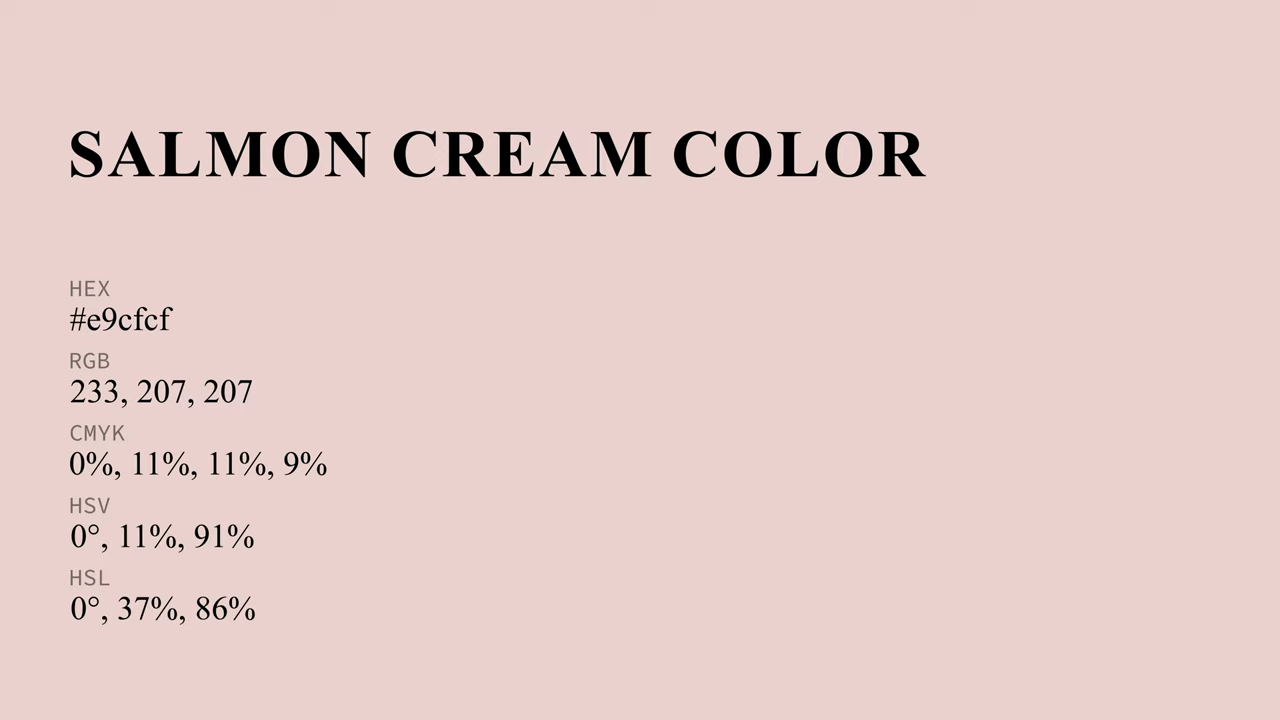 SALMON CREAM COLOR
HEX
#e9cfcf
RGB
233, 207, 207
CMYK
0%, 11%, 11%, 9%
HSV
0°, 11%, 91%
HSL
0°, 37%, 86%